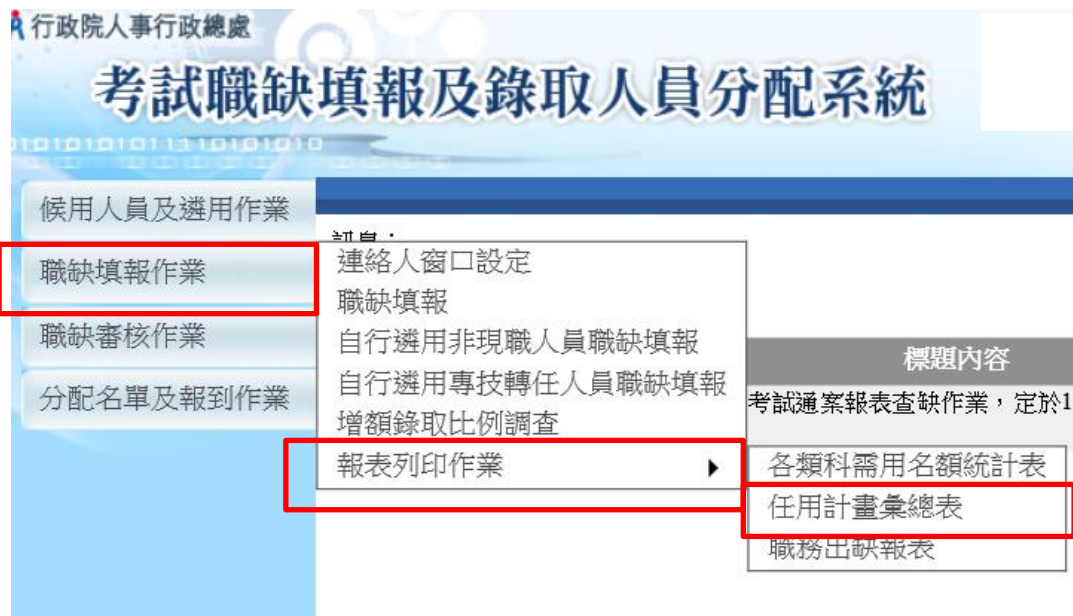 行政院人事行政總處
考試職缺填報及錄取人員分配系統
候用人員及遴用作業
職缺填報作業
職缺審核作業
分配名單及報到作業
訊息：
連絡人窗口設定
職缺填報
自行遴用非現職人員職缺填報
自行遴用專技轉任人員職缺填報
增額錄取比例調查
報表列印作業
標題內容
考試通案報表查缺作業，定於1
各類科需用名額統計表
任用計畫彙總表
職務出缺報表